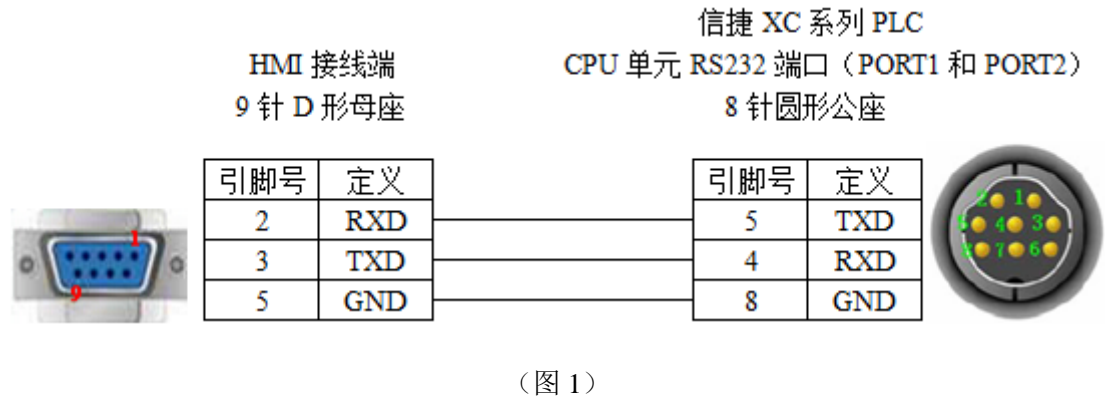 信捷 XC 系列 PLC
HMI 接线端
CPU 单元 RS232 端口（PORT1 和 PORT2）
9 针 D 形母座
8 针圆形公座
引脚号 定义
2 RXD
3 TXD
5 GND
引脚号 定义
5 TXD
4 RXD
8 GND
1
9
2 1
5 4 3
8 7 6
（图 1）